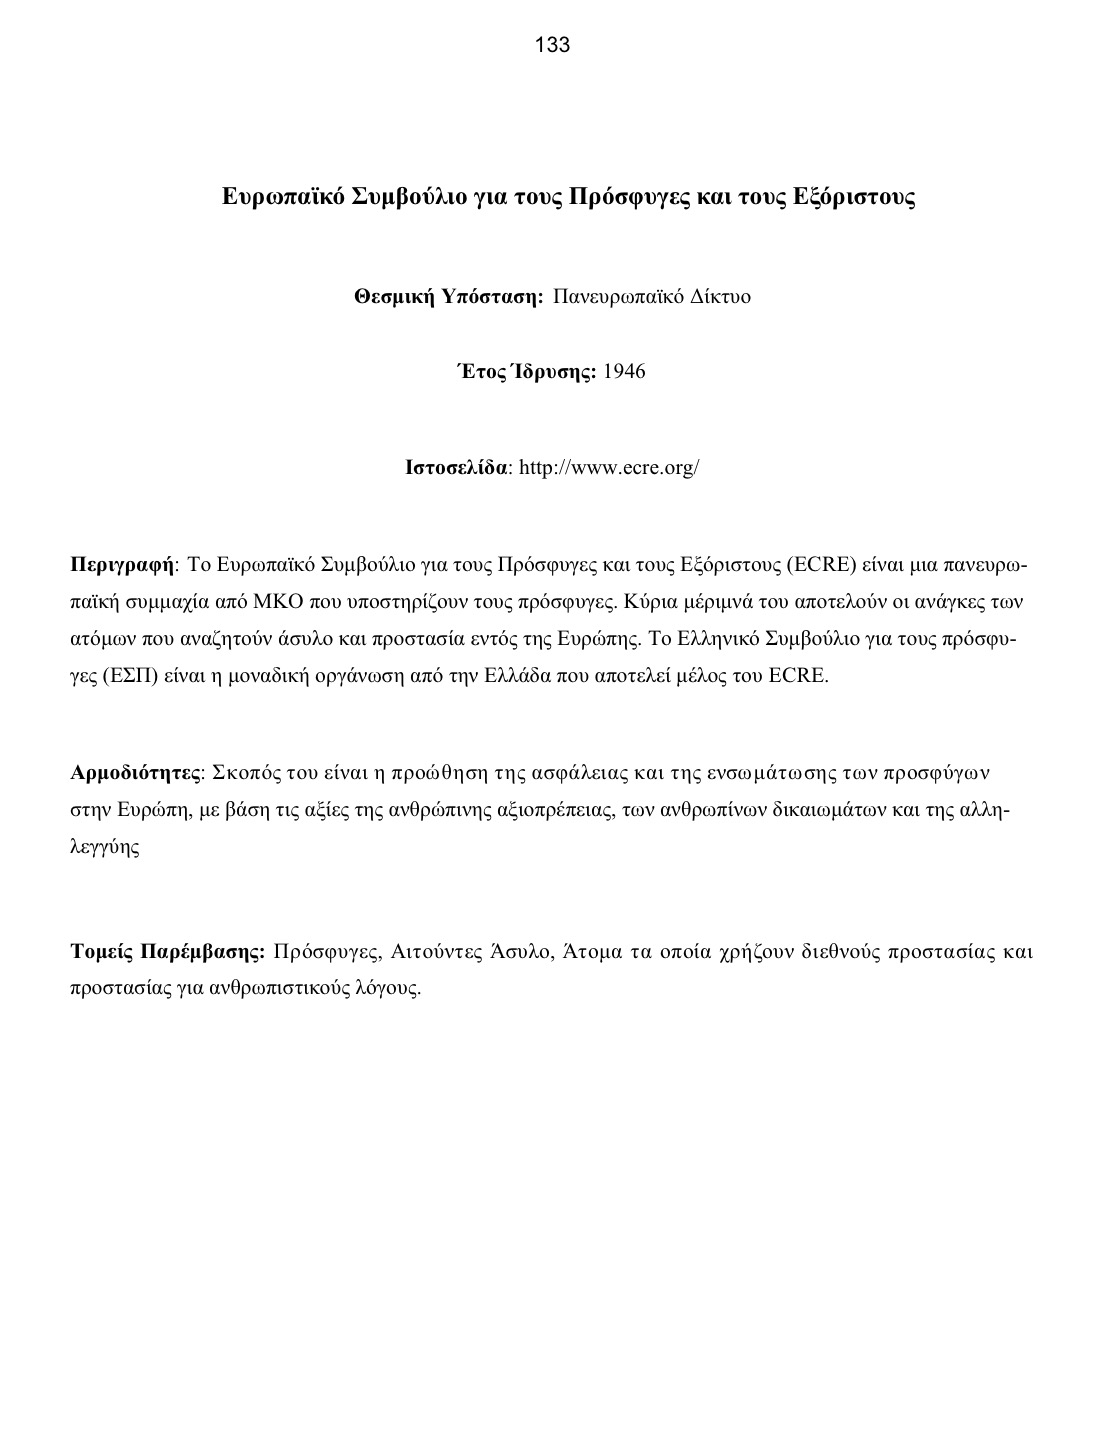 133
Ευρωπαϊκό Συμβούλιο για τους Πρόσφυγες και τους Εξόριστους
Θεσμική Υπόσταση: Πανευρωπαϊκό Δίκτυο
Έτος Ίδρυσης: 1946
Ιστοσελίδα: http://www.ecre.org/
Περιγραφή: Το Ευρωπαϊκό Συμβούλιο για τους Πρόσφυγες και τους Εξόριστους (ECRE) είναι μια πανευρω-
παϊκή συμμαχία από ΜΚΟ που υποστηρίζουν τους πρόσφυγες. Κύρια μέριμνά του αποτελούν οι ανάγκες των
ατόμων που αναζητούν άσυλο και προστασία εντός της Ευρώπης. Το Ελληνικό Συμβούλιο για τους πρόσφυ-
γες (ΕΣΠ) είναι η μοναδική οργάνωση από την Ελλάδα που αποτελεί μέλος του ECRE.
Αρμοδιότητες: Σκοπός του είναι η προώθηση της ασφάλειας και της ενσωμάτωσης των προσφύγων
στην Ευρώπη, με βάση τις αξίες της ανθρώπινης αξιοπρέπειας, των ανθρωπίνων δικαιωμάτων και της αλλη-
λεγγύης
Τομείς Παρέμβασης: Πρόσφυγες, Αιτούντες Άσυλο, Άτομα τα οποία χρήζουν διεθνούς προστασίας και
προστασίας για ανθρωπιστικούς λόγους.